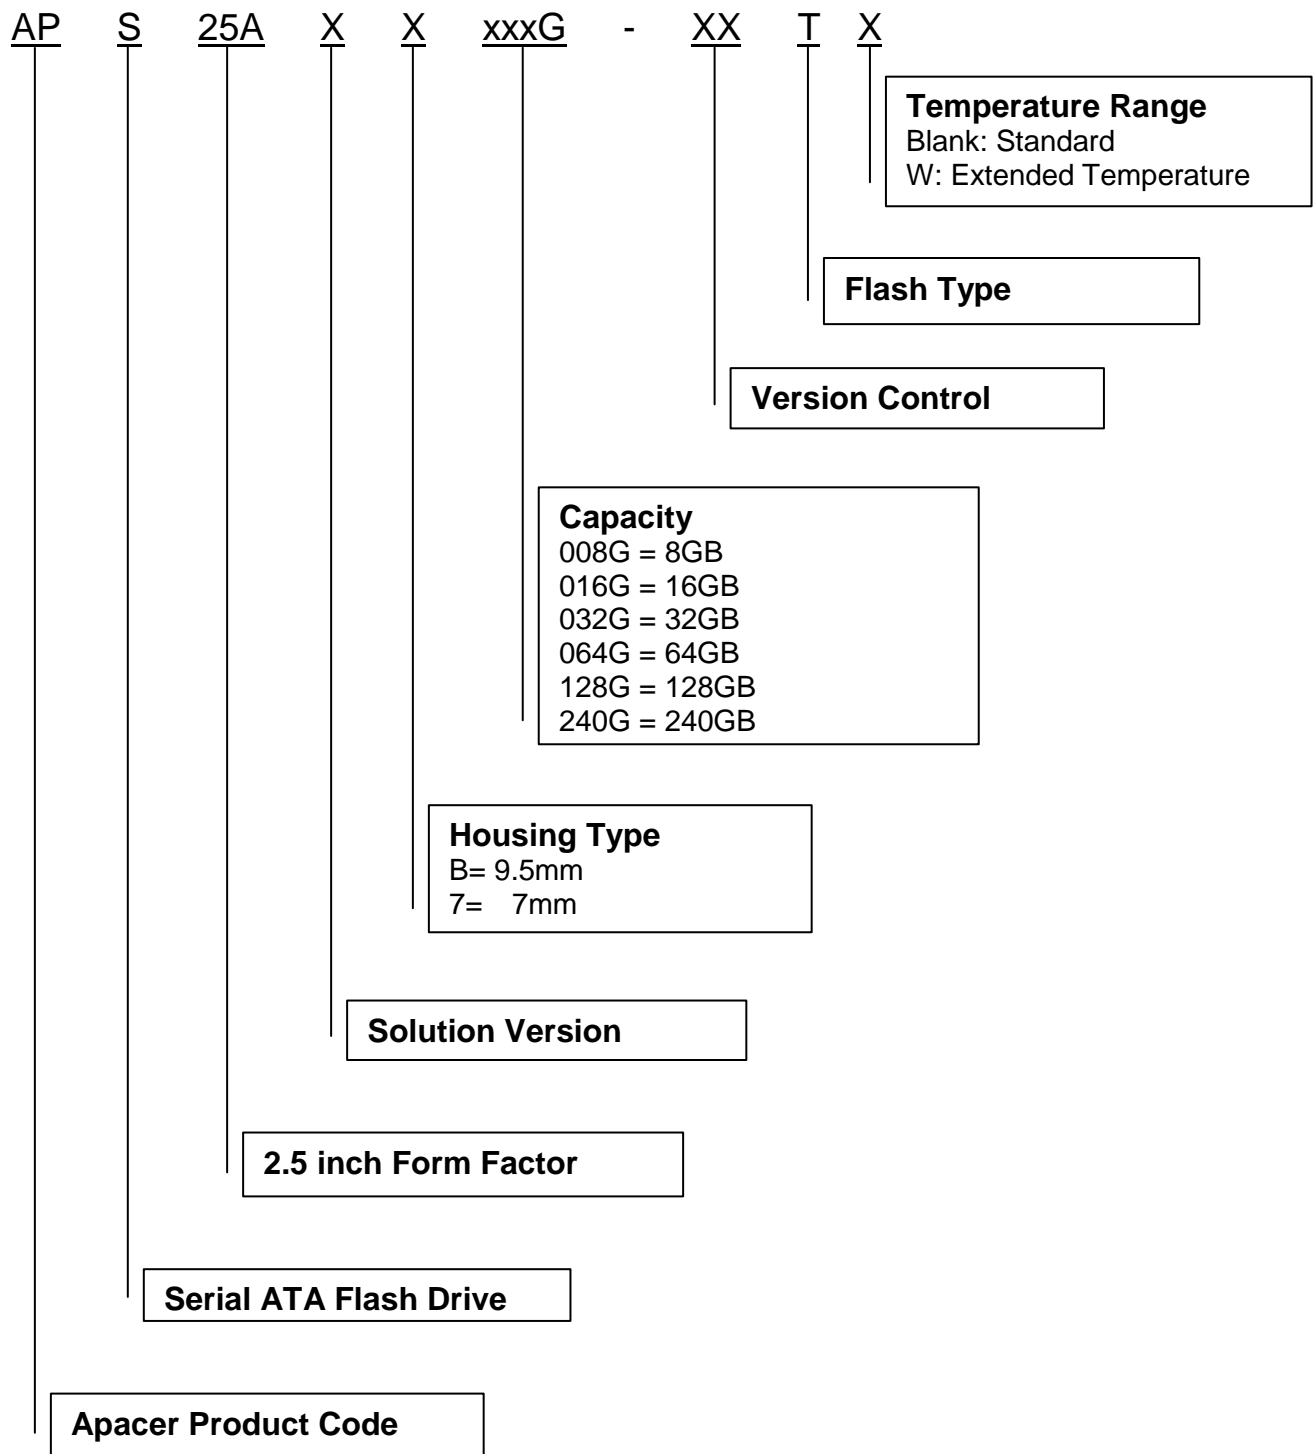 AP S 25A X X xxxG - XX T X
Temperature Range
Blank: Standard
W: Extended Temperature
Flash Type
Version Control
Capacity
008G = 8GB
016G = 16GB
032G = 32GB
064G = 64GB
128G = 128GB
240G = 240GB
Housing Type
B= 9.5mm
7= 7mm
Solution Version
2.5 inch Form Factor
Serial ATA Flash Drive
Apacer Product Code